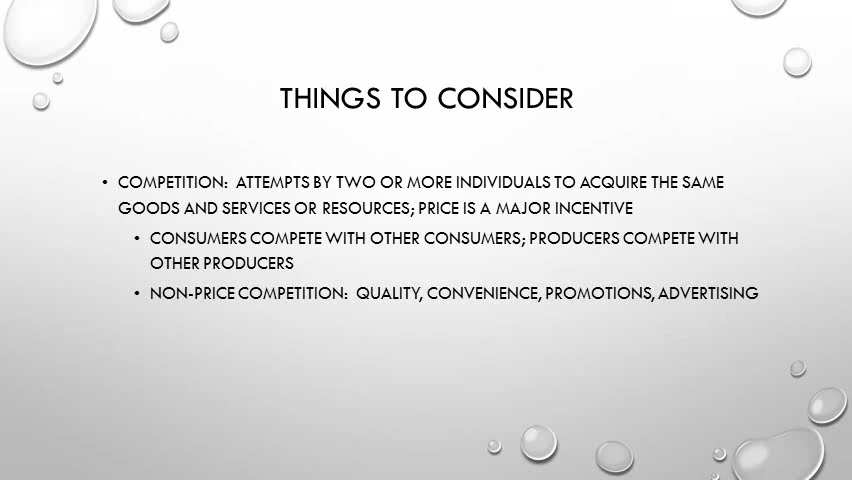 THINGS TO CONSIDER
• COMPETITION: ATTEMPTS BY TWO OR MORE INDIVIDUALS TO ACQUIRE THE SAME
GOODS AND SERVICES OR RESOURCES; PRICE IS A MAJOR INCENTIVE
• CONSUMERS COMPETE WITH OTHER CONSUMERS; PRODUCERS COMPETE WITH
OTHER PRODUCERS
• NON-PRICE COMPETITION: QUALITY, CONVENIENCE, PROMOTIONS, ADVERTISING